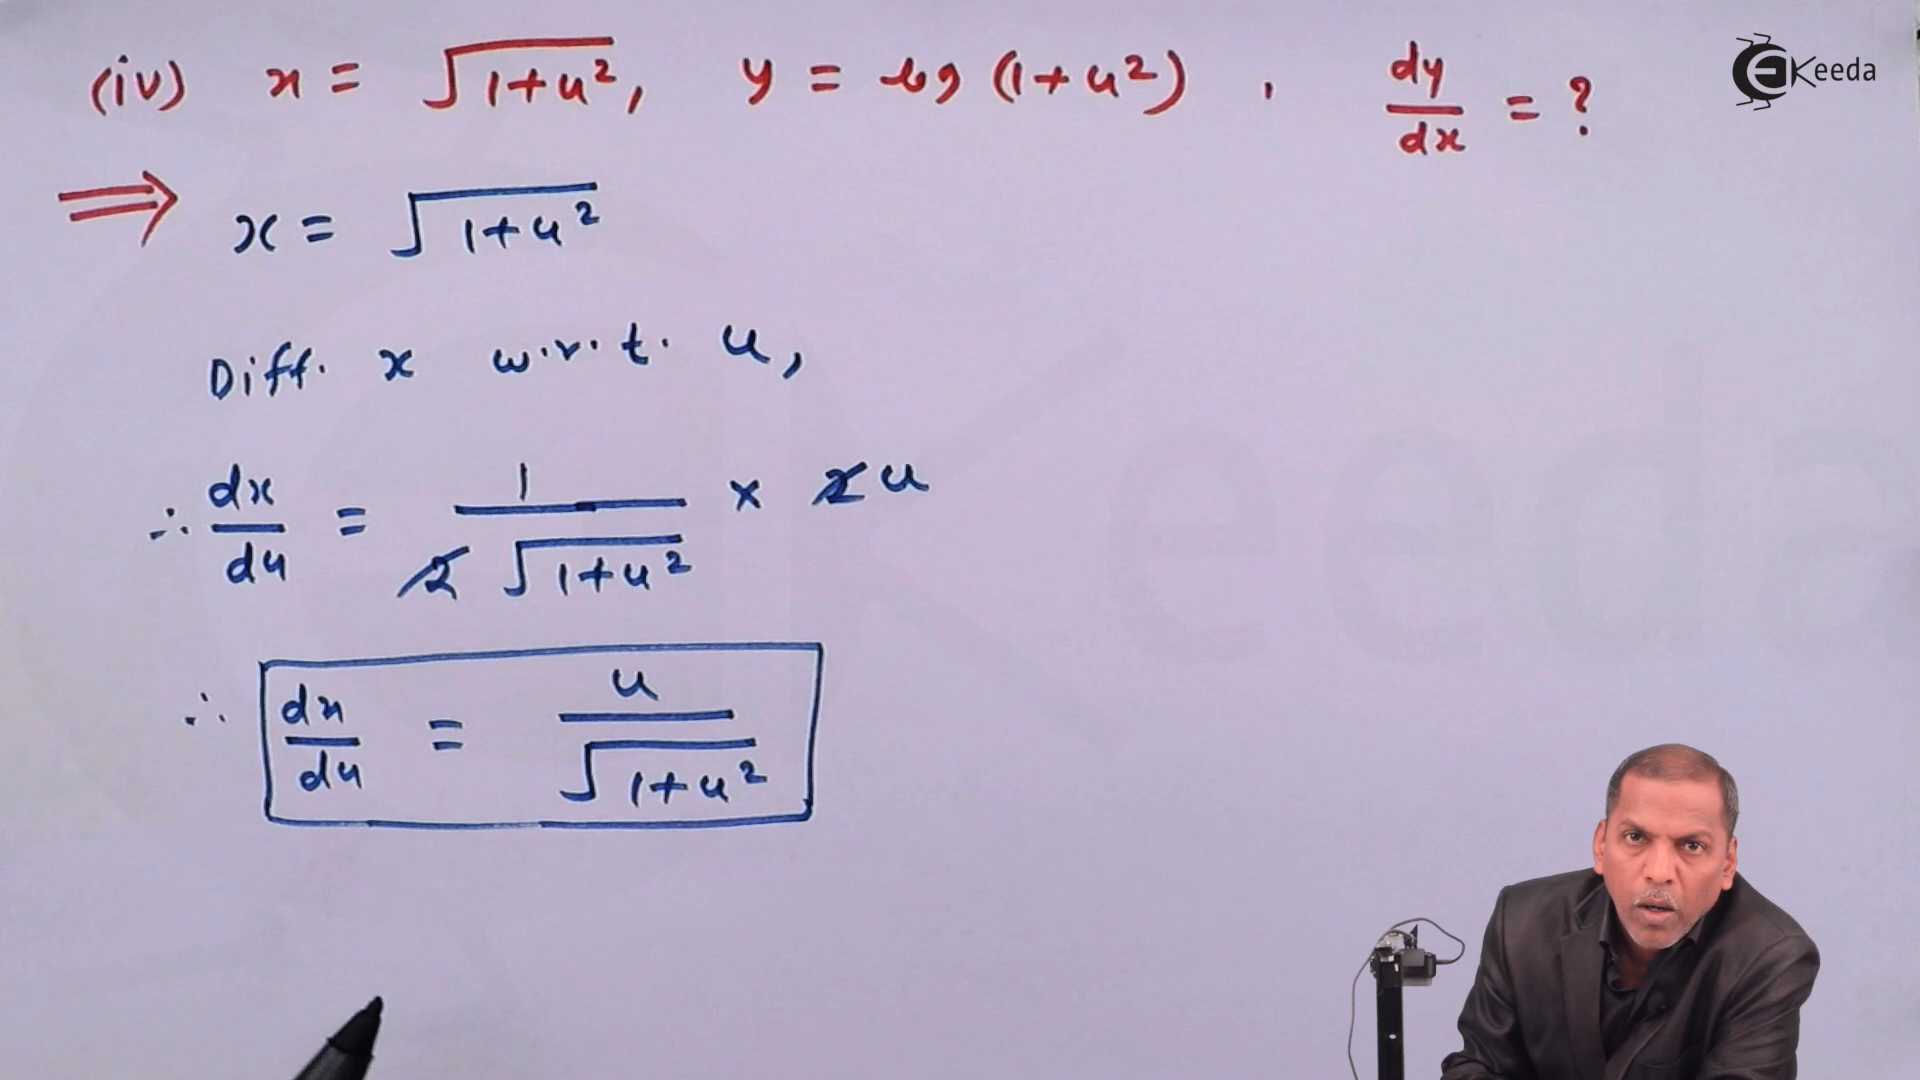 (iv) x = √1+u², y = log (1+u²) , dy/dx = ?
Keeda
⇒ x = √1+u²
Diff. x w.r.t. u,
∴ dx/du = 1/2√1+u² × 2u
∴ dx/du = u/√1+u²
eeda